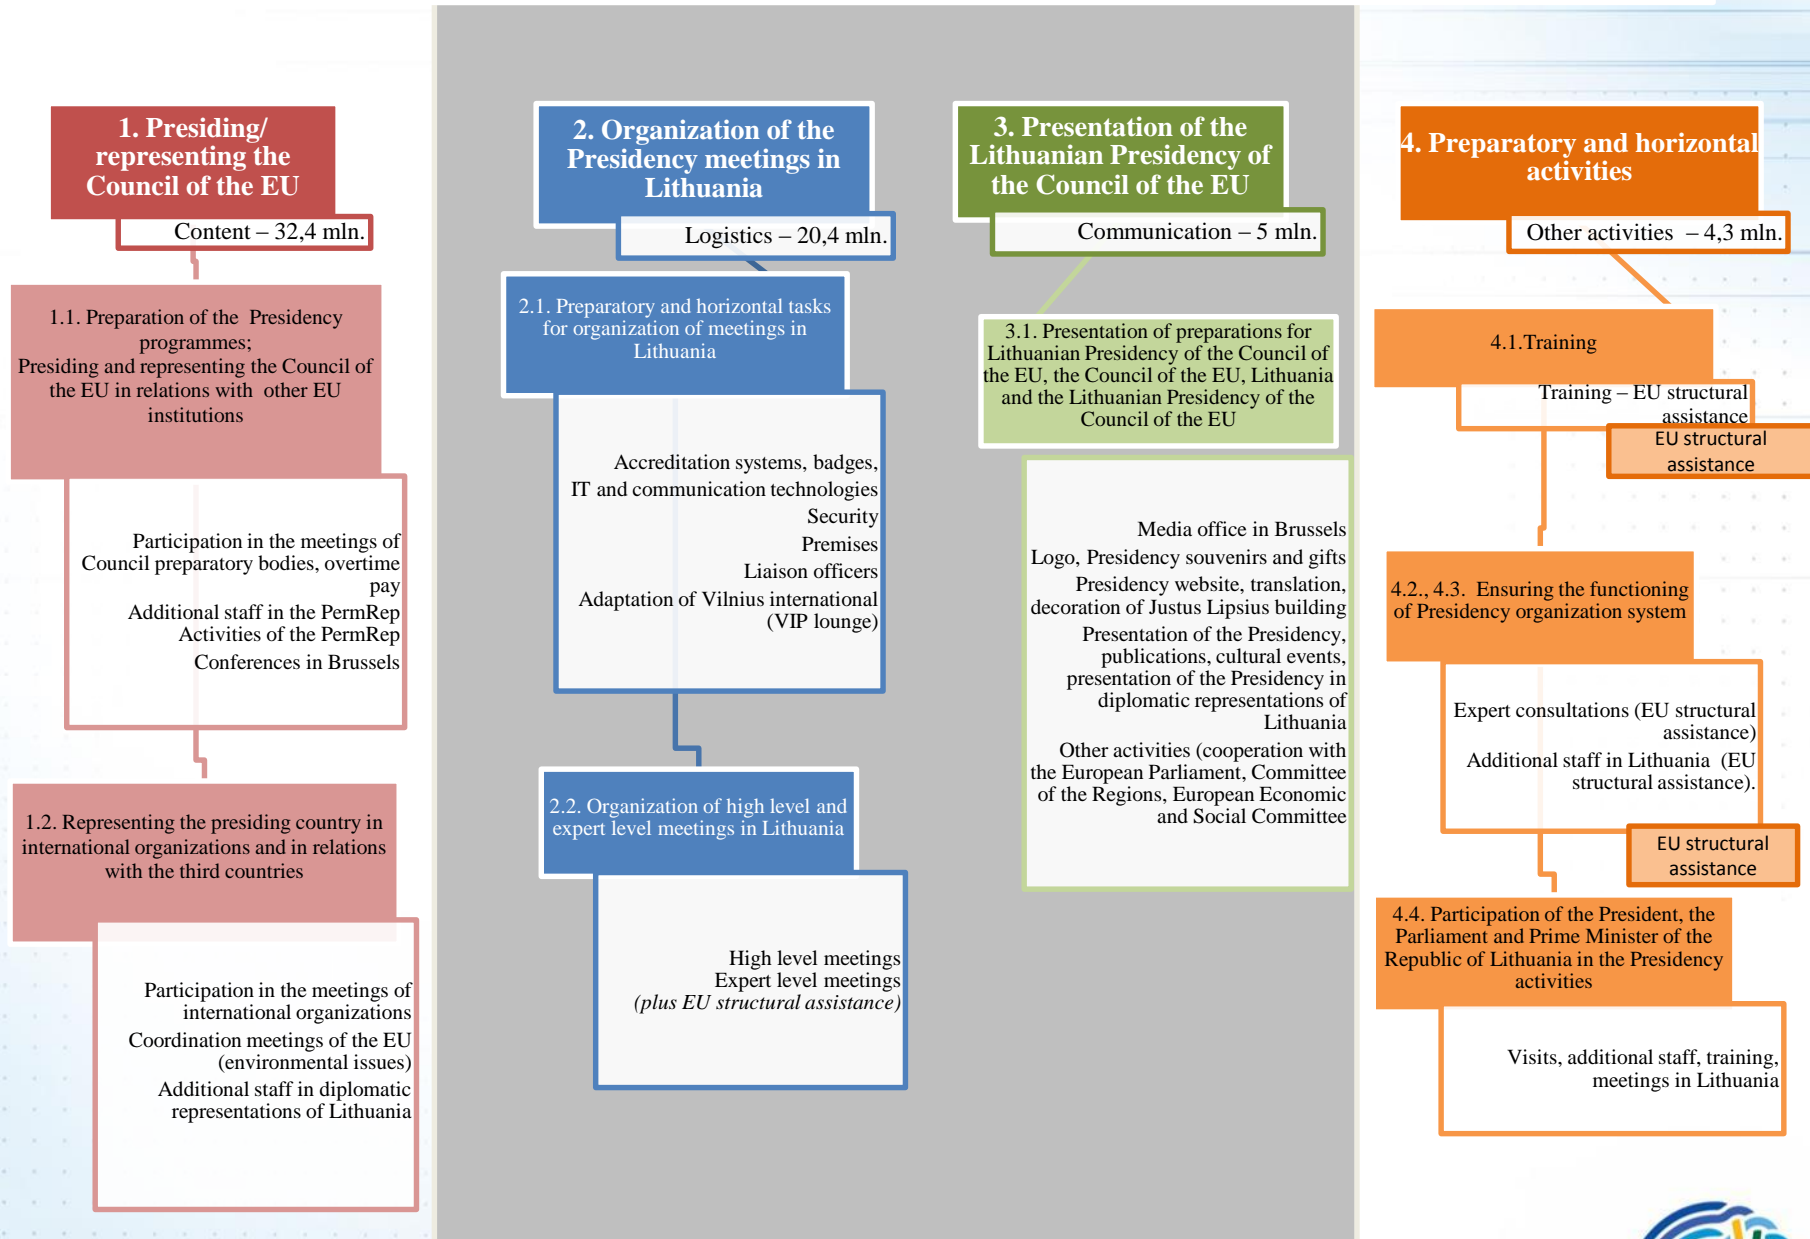 1. Presiding/
representing the
Council of the EU
Content – 32,4 mln.
1.1. Preparation of the Presidency
programmes;
Presiding and representing the Council of
the EU in relations with other EU
institutions
Participation in the meetings of
Council preparatory bodies, overtime
pay
Additional staff in the PermRep
Activities of the PermRep
Conferences in Brussels
1.2. Representing the presiding country in
international organizations and in relations
with the third countries
Participation in the meetings of
international organizations
Coordination meetings of the EU
(environmental issues)
Additional staff in diplomatic
representations of Lithuania
2. Organization of the
Presidency meetings in
Lithuania
Logistics – 20,4 mln.
2.1. Preparatory and horizontal tasks
for organization of meetings in
Lithuania
Accreditation systems, badges,
IT and communication technologies
Security
Premises
Liaison officers
Adaptation of Vilnius international
(VIP lounge)
2.2. Organization of high level and
expert level meetings in Lithuania
High level meetings
Expert level meetings
(plus EU structural assistance)
3. Presentation of the
Lithuanian Presidency of
the Council of the EU
Communication – 5 mln.
3.1. Presentation of preparations for
Lithuanian Presidency of the Council of
the EU, the Council of the EU, Lithuania
and the Lithuanian Presidency of the
Council of the EU
Media office in Brussels
Logo, Presidency souvenirs and gifts
Presidency website, translation,
decoration of Justus Lipsius building
Presentation of the Presidency,
publications, cultural events,
presentation of the Presidency in
diplomatic representations of
Lithuania
Other activities (cooperation with
the European Parliament, Committee
of the Regions, European Economic
and Social Committee
4. Preparatory and horizontal
activities
Other activities – 4,3 mln.
4.1.Training
Training – EU structural
assistance
EU structural
assistance
4.2., 4.3. Ensuring the functioning
of Presidency organization system
Expert consultations (EU structural
assistance)
Additional staff in Lithuania (EU
structural assistance).
EU structural
assistance
4.4. Participation of the President, the
Parliament and Prime Minister of the
Republic of Lithuania in the Presidency
activities
Visits, additional staff, training,
meetings in Lithuania